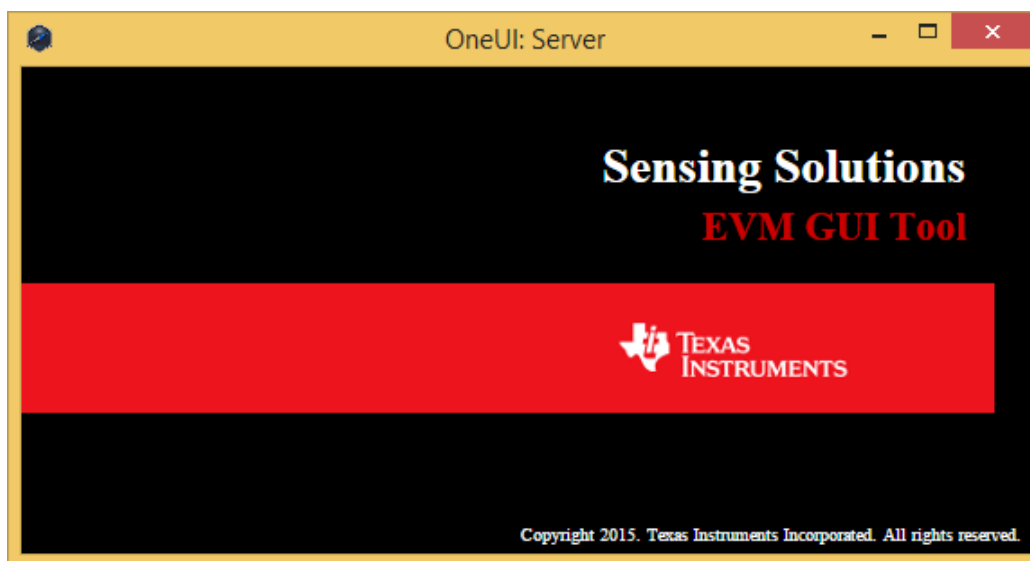 OneUI: Server
Sensing Solutions
EVM GUI Tool
TEXAS
INSTRUMENTS
Copyright 2015. Texas Instruments Incorporated. All rights reserved.